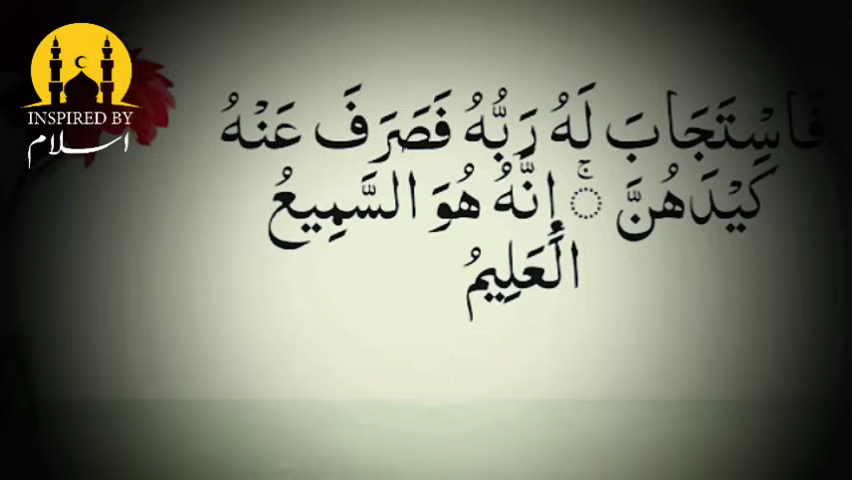 INSPIRED BY
اسلام
فَاسْتَجَابَ لَهُ رَبُّهُ فَصَرَفَ عَنْهُ
كَيْدَهُنَّ ۚ إِنَّهُ هُوَ السَّمِيعُ
الْعَلِيمُ